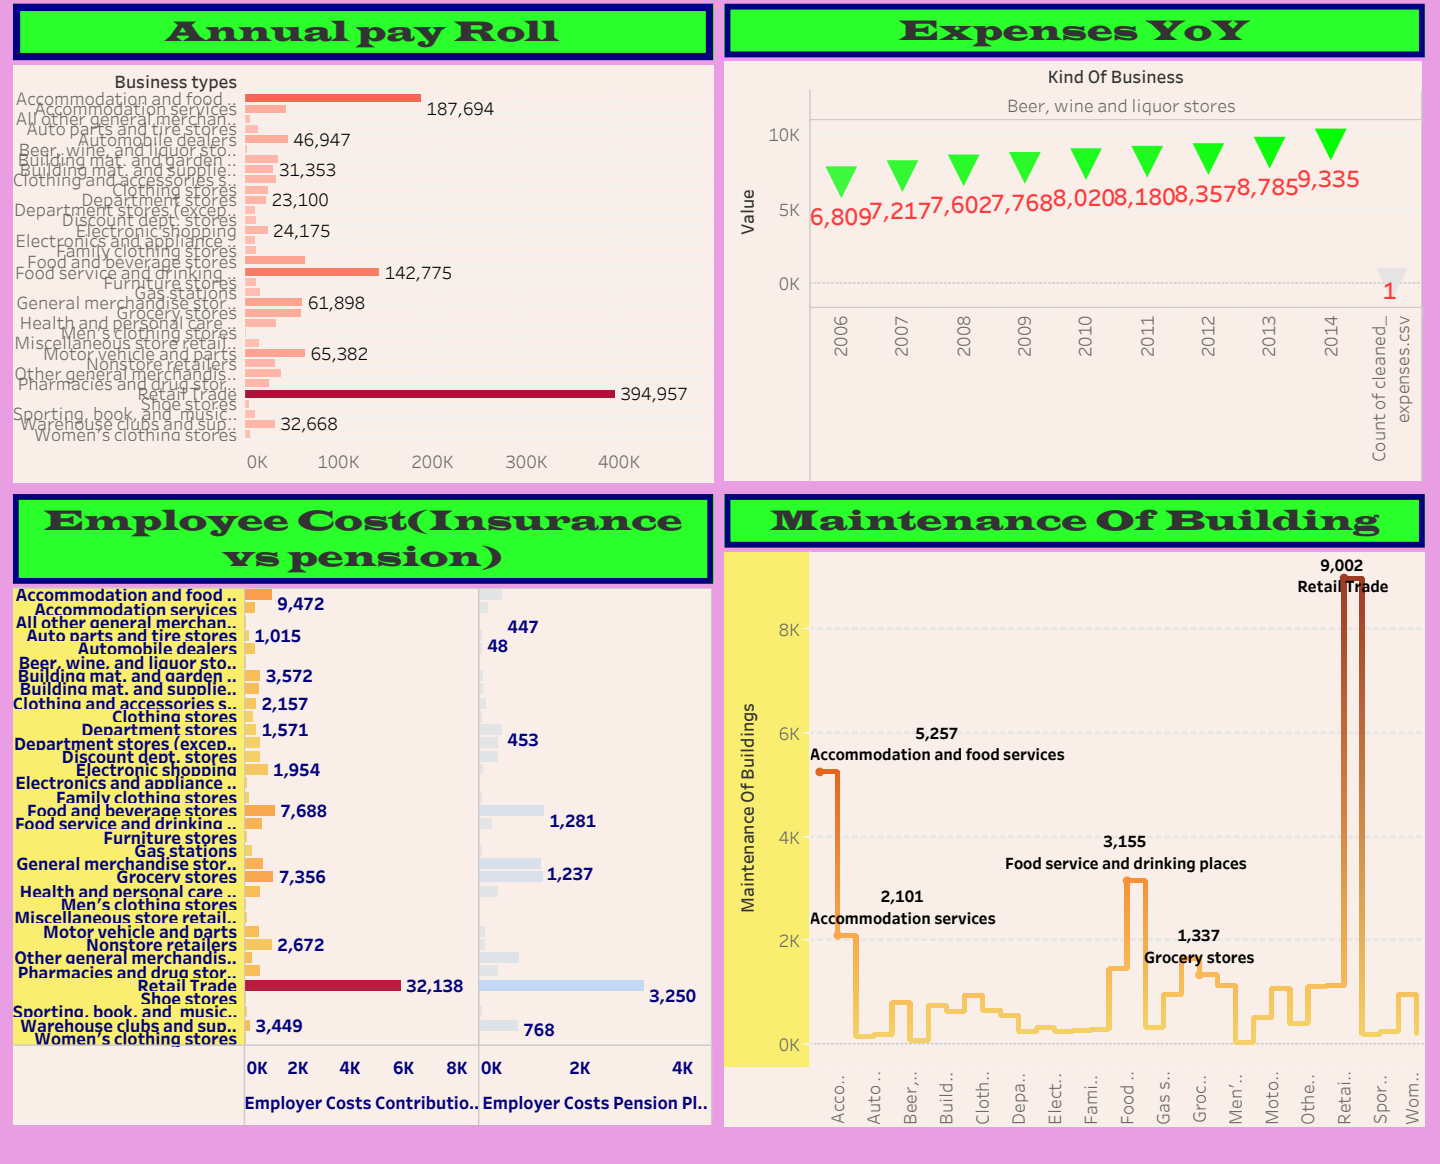 Annual pay Roll
Business types
Accommodation and food ..
Accommodation services
All other general merchan..
Auto parts and tire stores
Automobile dealers
Beer, wine, and liquor sto..
Building mat. and garden ..
Building mat. and supplie..
Clothing and accessories s..
Clothing stores
Department stores
Department stores (excep..
Discount dept. stores
Electronic shopping
Electronics and appliance ..
Family clothing stores
Food and beverage stores
Food service and drinking ..
Furniture stores
Gas stations
General merchandise stor..
Grocery stores
Health and personal care ..
Men's clothing stores
Miscellaneous store retail..
Motor vehicle and parts
Nonstore retailers
Other general merchandis..
Pharmacies and drug stor..
Retail Trade
Shoe stores
Sporting, book, and  music..
Warehouse clubs and sup..
Women's clothing stores
187,694
46,947
31,353
23,100
24,175
142,775
61,898
65,382
394,957
32,668
0K 100K 200K 300K 400K
Expenses YoY
Kind Of Business
Beer, wine and liquor stores
Value
10K
5K
0K
6,809 7,217 7,602 7,768 8,020 8,180 8,357 8,785 9,335
1
2006 2007 2008 2009 2010 2011 2012 2013 2014
Count of cleaned_
expenses.csv
Employee Cost(Insurance
vs pension)
Accommodation and food ..
Accommodation services
All other general merchan..
Auto parts and tire stores
Automobile dealers
Beer, wine, and liquor sto..
Building mat. and garden ..
Building mat. and supplie..
Clothing and accessories s..
Clothing stores
Department stores
Department stores (excep..
Discount dept. stores
Electronic shopping
Electronics and appliance ..
Family clothing stores
Food and beverage stores
Food service and drinking ..
Furniture stores
Gas stations
General merchandise stor..
Grocery stores
Health and personal care ..
Men's clothing stores
Miscellaneous store retail..
Motor vehicle and parts
Nonstore retailers
Other general merchandis..
Pharmacies and drug stor..
Retail Trade
Shoe stores
Sporting, book, and  music..
Warehouse clubs and sup..
Women's clothing stores
9,472
1,015
3,572
2,157
1,571
1,954
7,688
7,356
2,672
32,138
3,449
447
48
453
1,281
1,237
3,250
768
0K 2K 4K 6K 8K
0K 2K 4K
Employer Costs Contributio..
Employer Costs Pension Pl..
Maintenance Of Building
Maintenance Of Buildings
8K
6K
4K
2K
0K
9,002
Retail Trade
5,257
Accommodation and food services
3,155
Food service and drinking places
2,101
Accommodation services
1,337
Grocery stores
Acco..
Auto ..
Beer,..
Build..
Cloth..
Depa..
Elect..
Fami..
Food ..
Gas s..
Groc..
Men'..
Moto..
Othe..
Retai..
Spor..
Wom..